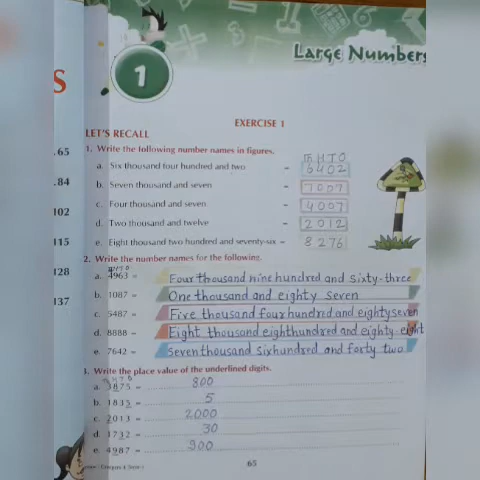 1
Large Numbers
S
EXERCISE 1
LET'S RECALL
.65
1. Write the following number names in figures.
Th H T O
a. Six thousand four hundred and two - 6402
.84
b. Seven thousand and seven - 7007
102
c. Four thousand and seven - 4007
d. Two thousand and twelve - 2012
115
e. Eight thousand two hundred and seventy-six = 8276
2. Write the number names for the following.
128
a. 4963 = Four thousand nine hundred and sixty-three
b. 1087 = One thousand and eighty seven
137
c. 5487 = Five thousand four hundred and eighty seven
d. 8888 = Eight thousand eight hundred and eighty eight
e. 7642 = Seven thousand six hundred and forty two
3. Write the place value of the underlined digits.
a. 3875 = 800
b. 1835 = 5
c. 2013 = 2000
d. 1732 = 30
e. 4987 = 900
65